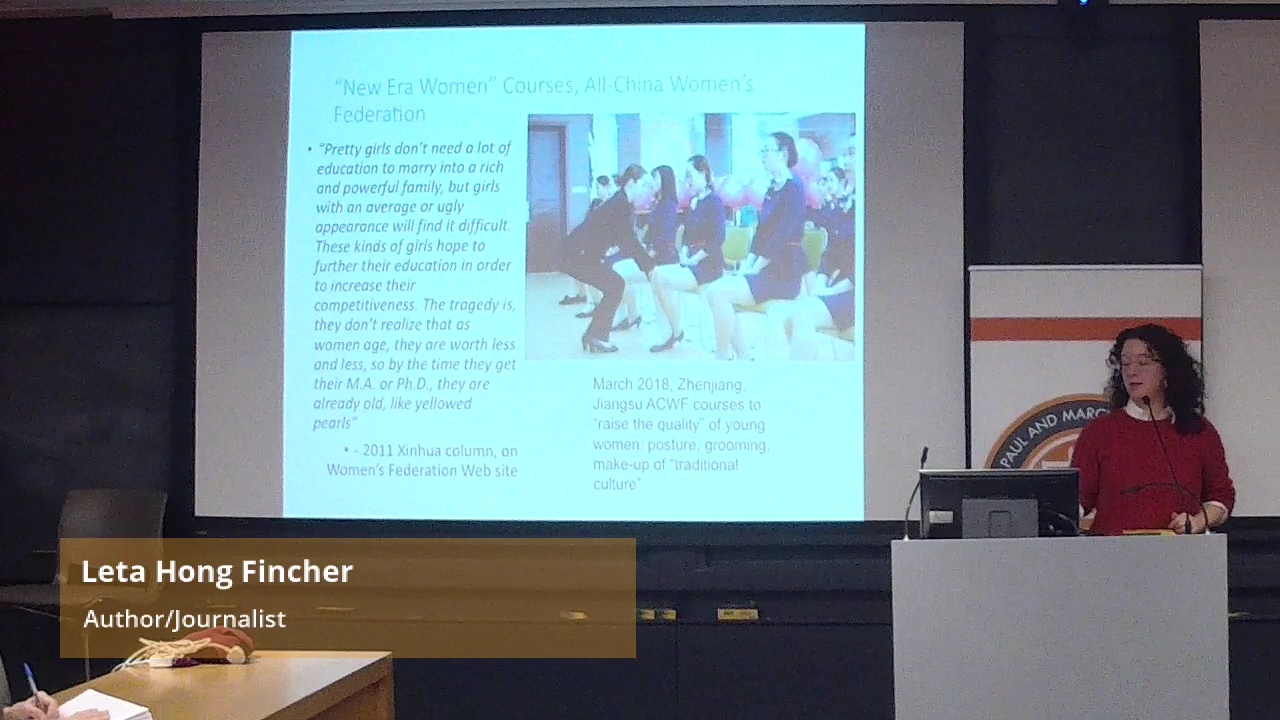 "New Era Women" Courses, All-China Women's
Federation
• "Pretty girls don't need a lot of
education to marry into a rich
and powerful family, but girls
with an average or ugly
appearance will find it difficult.
These kinds of girls hope to
further their education in order
to increase their
competitiveness. The tragedy is,
they don't realize that as
women age, they are worth less
and less, so by the time they get
their M.A. or Ph.D., they are
already old, like yellowed
pearls"
• - 2011 Xinhua column, on
Women's Federation Web site
March 2018, Zhenjiang,
Jiangsu ACWF courses to
"raise the quality" of young
women: posture, grooming,
make-up of "traditional
culture"
PAUL AND MARC
Leta Hong Fincher
Author/Journalist